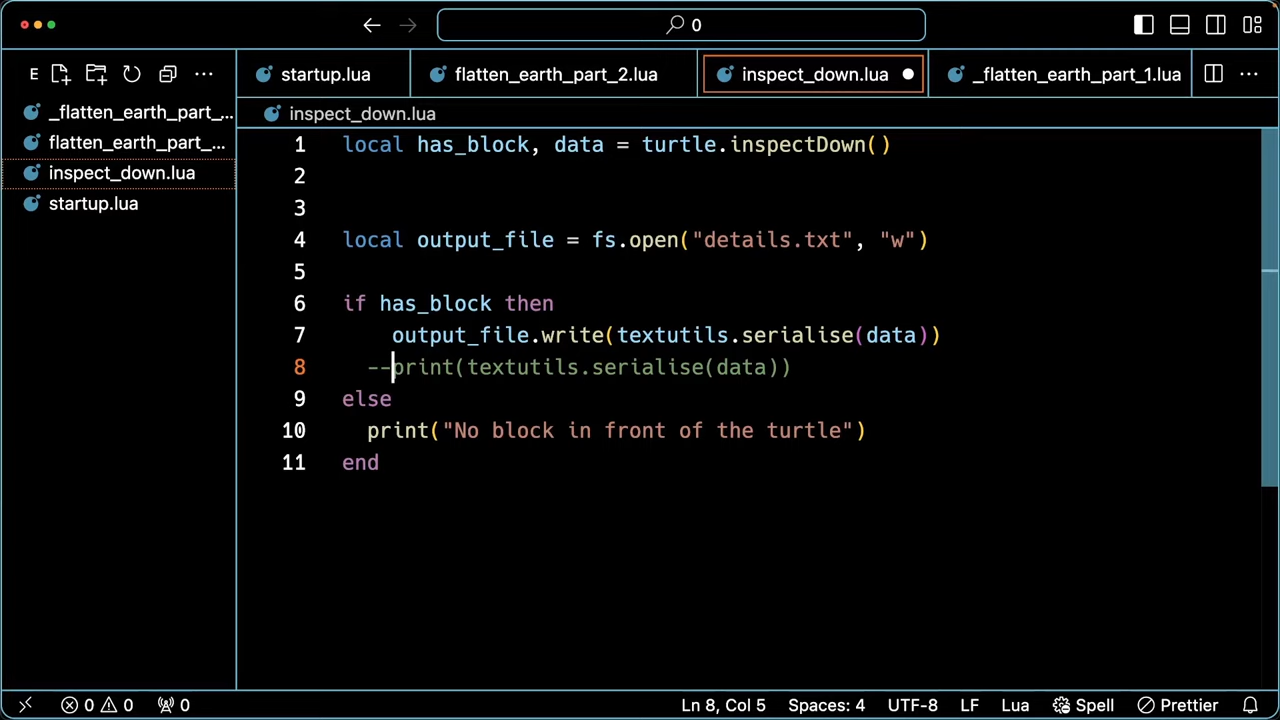 0
E
startup.lua
flatten_earth_part_2.lua
inspect_down.lua
_flatten_earth_part_1.lua
_flatten_earth_part_...
flatten_earth_part_...
inspect_down.lua
startup.lua
inspect_down.lua
1 local has_block, data = turtle.inspectDown()
2
3
4 local output_file = fs.open("details.txt", "w")
5
6 if has_block then
7 output_file.write(textutils.serialise(data))
8 --print(textutils.serialise(data))
9 else
10 print("No block in front of the turtle")
11 end
0 0 0 Ln 8, Col 5 Spaces: 4 UTF-8 LF Lua Spell Prettier